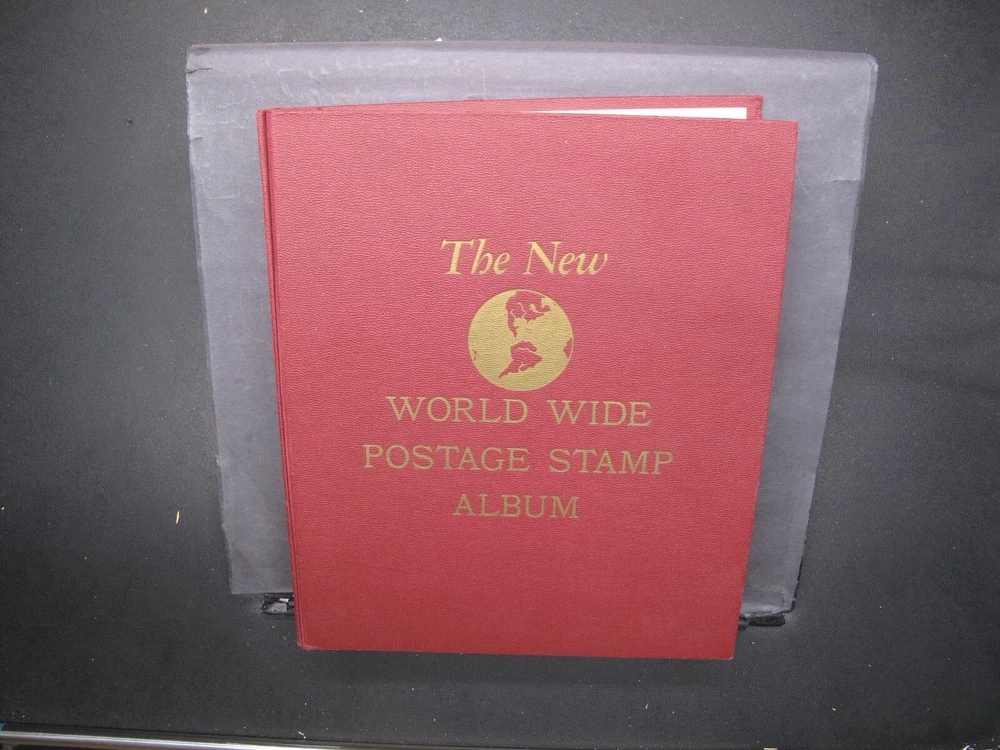 The New
WORLD WIDE
POSTAGE STAMP
ALBUM